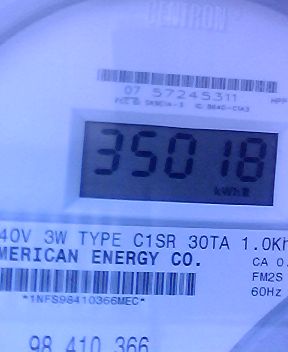 CENTRON
07 57245311
35018
kWhR
40V 3W TYPE C1SR 30TA 1.0Kh
MERICAN ENERGY CO.
CA 0.
FM2S
*1NFS98410366MEC*
60Hz
98 410 366